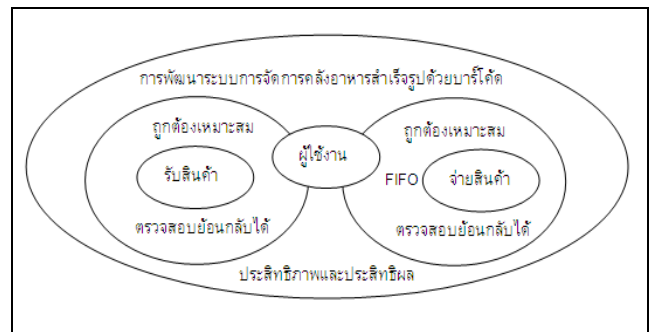 การพัฒนาระบบการจัดการคลังอาหารสำเร็จรูปด้วยบาร์โค้ด
ถูกต้องเหมาะสม
รับสินค้า
ตรวจสอบย้อนกลับได้
ผู้ใช้งาน
ถูกต้องเหมาะสม
FIFO
จ่ายสินค้า
ตรวจสอบย้อนกลับได้
ประสิทธิภาพและประสิทธิผล